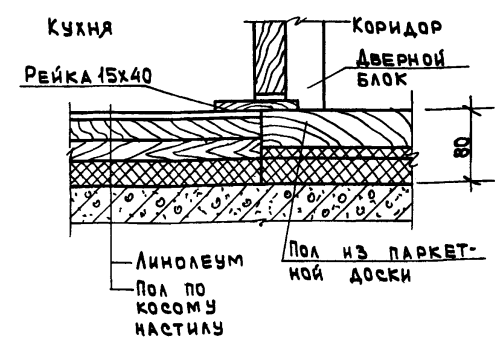 Кухня
Коридор
Рейка 15х40
Дверной
блок
80
Линолеум
Пол по
косому
настилу
Пол из паркет-
ной доски